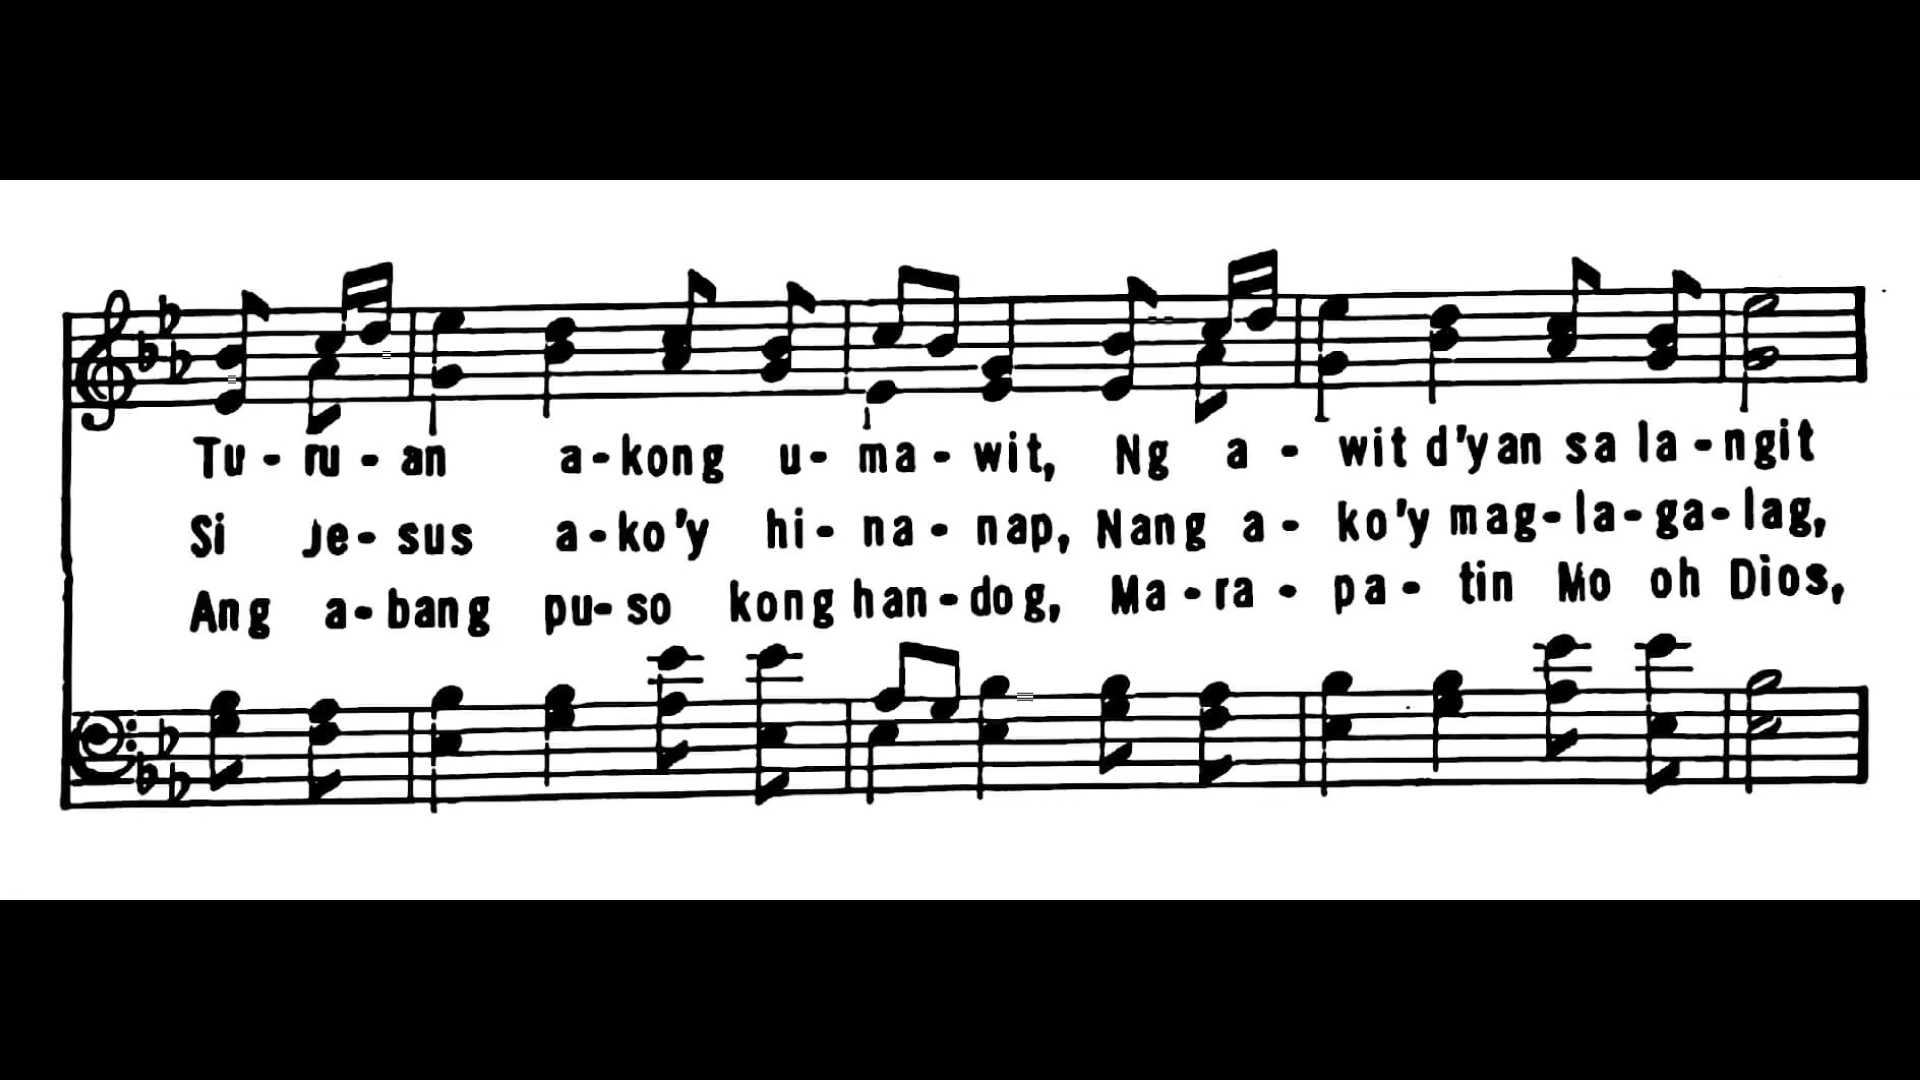 Tu - ru - an a - kong u - ma - wit, Ng a - wit d'yan sa la - ngit
Si Je - sus a - ko'y hi - na - nap, Nang a - ko'y mag - la - ga - lag,
Ang a - bang pu - so kong han - dog, Ma - ra - pa - tin Mo oh Dios,